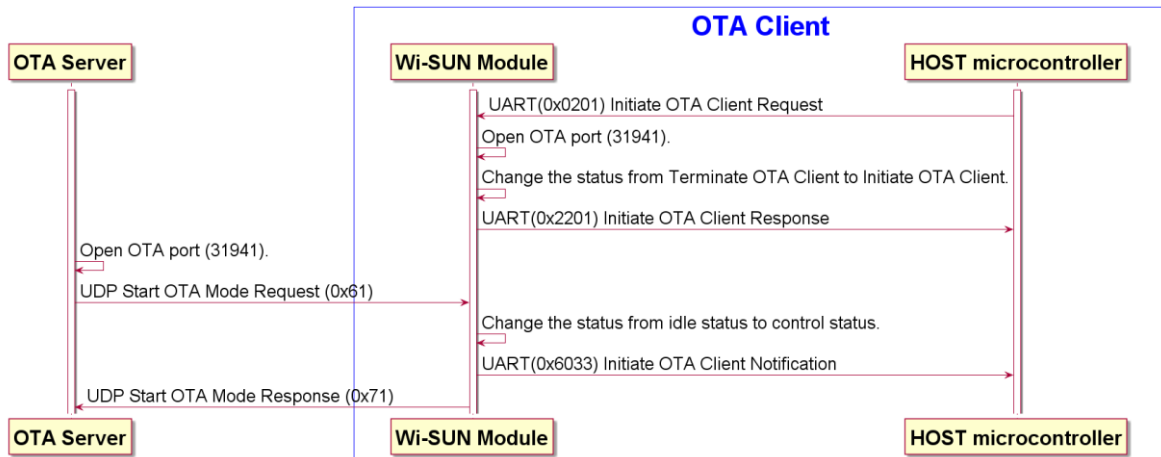 OTA Client
OTA Server
Wi-SUN Module
HOST microcontroller
UART(0x0201) Initiate OTA Client Request
Open OTA port (31941).
Change the status from Terminate OTA Client to Initiate OTA Client.
UART(0x2201) Initiate OTA Client Response
Open OTA port (31941).
UDP Start OTA Mode Request (0x61)
Change the status from idle status to control status.
UART(0x6033) Initiate OTA Client Notification
UDP Start OTA Mode Response (0x71)
OTA Server
Wi-SUN Module
HOST microcontroller